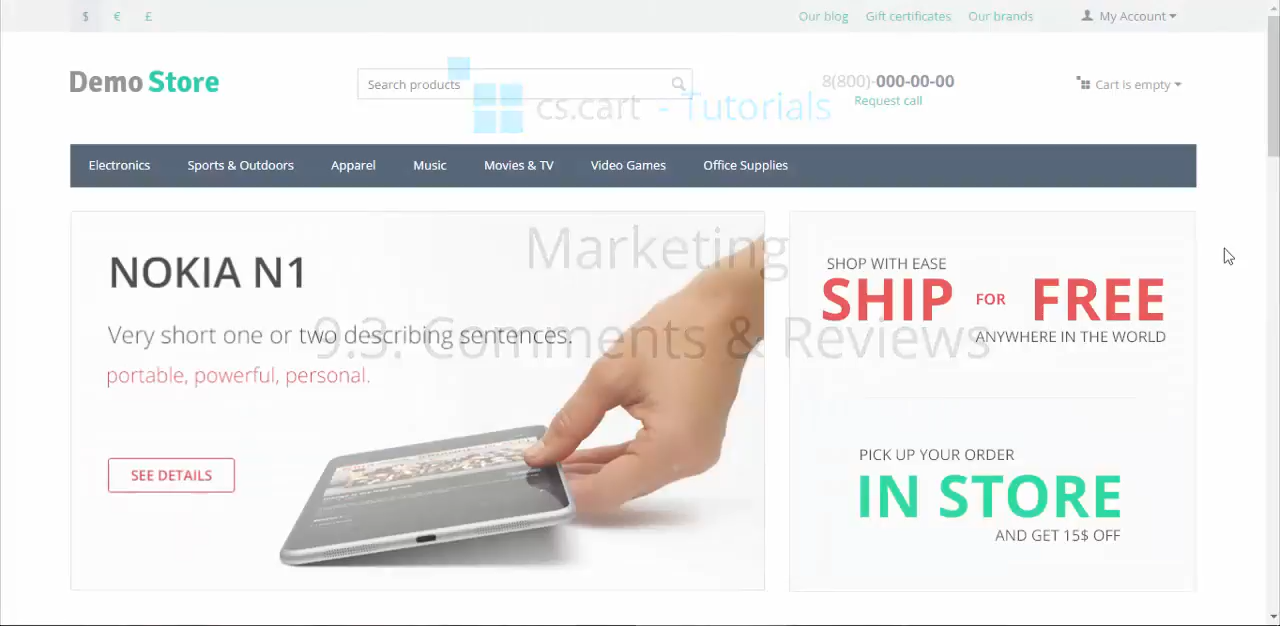 $ € £ Our blog Gift certificates Our brands My Account
Demo Store Search products 8(800)-000-00-00 Cart is empty
Request call
cs.cart - Tutorials
Electronics Sports & Outdoors Apparel Music Movies & TV Video Games Office Supplies
Marketing
9.3. Comments & Reviews
NOKIA N1
Very short one or two describing sentences.
portable, powerful, personal.
SEE DETAILS
SHOP WITH EASE
SHIP FOR FREE
ANYWHERE IN THE WORLD
PICK UP YOUR ORDER
IN STORE
AND GET 15$ OFF